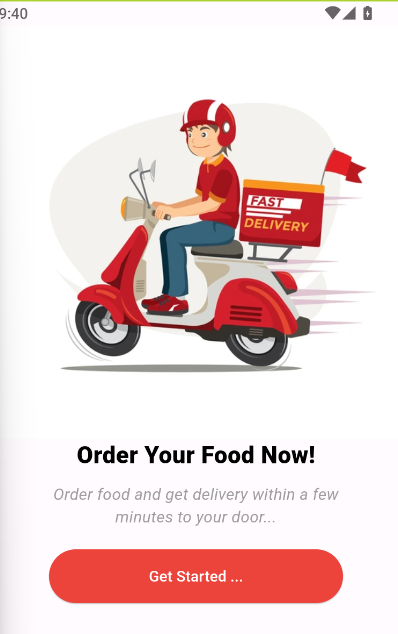 9:40
FAST
DELIVERY
Order Your Food Now!
Order food and get delivery within a few
minutes to your door...
Get Started ...